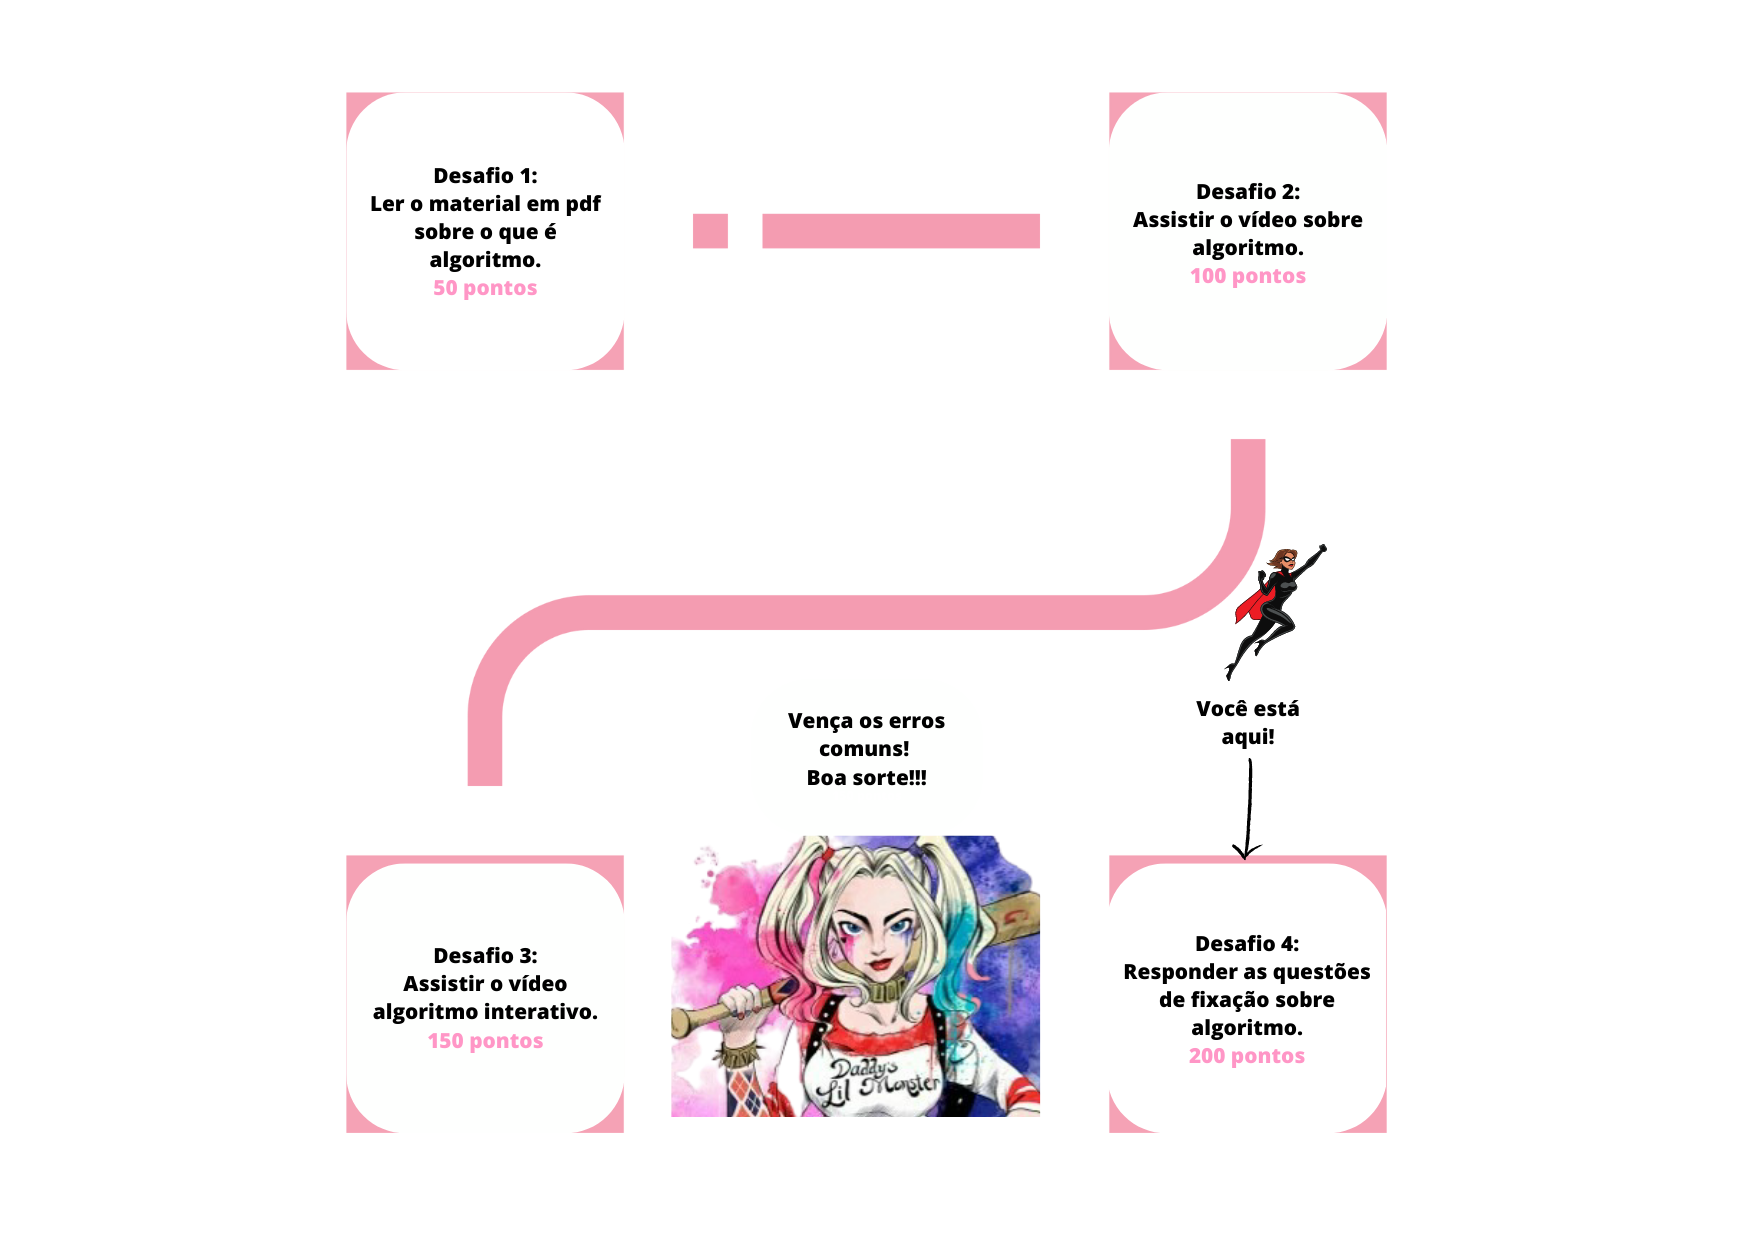 Desafio 1:
Ler o material em pdf
sobre o que é
algoritmo.
50 pontos
Desafio 2:
Assistir o vídeo sobre
algoritmo.
100 pontos
Você está
aqui!
Vença os erros
comuns!
Boa sorte!!!
Desafio 3:
Assistir o vídeo
algoritmo interativo.
150 pontos
Daddy's
Lil Monster
Desafio 4:
Responder as questões
de fixação sobre
algoritmo.
200 pontos